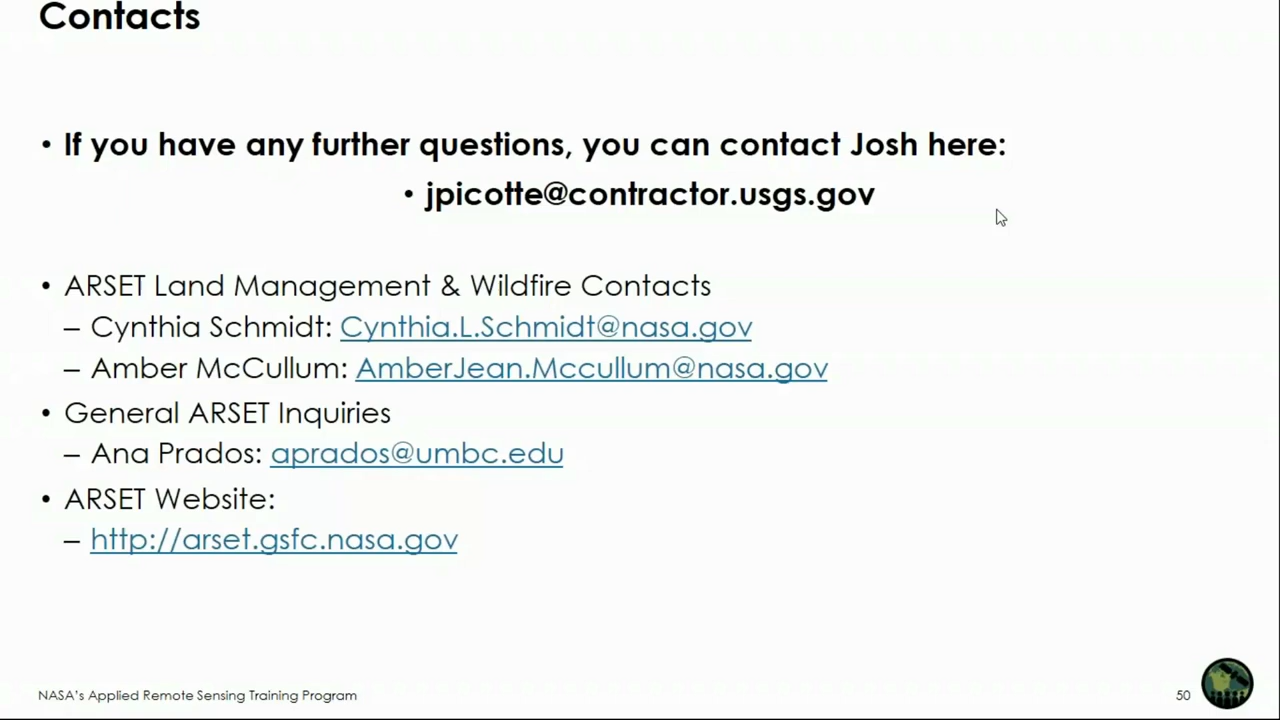 Contacts
• If you have any further questions, you can contact Josh here:
• jpicotte@contractor.usgs.gov
• ARSET Land Management & Wildfire Contacts
– Cynthia Schmidt: Cynthia.L.Schmidt@nasa.gov
– Amber McCullum: AmberJean.Mccullum@nasa.gov
• General ARSET Inquiries
– Ana Prados: aprados@umbc.edu
• ARSET Website:
– http://arset.gsfc.nasa.gov
NASA's Applied Remote Sensing Training Program
50